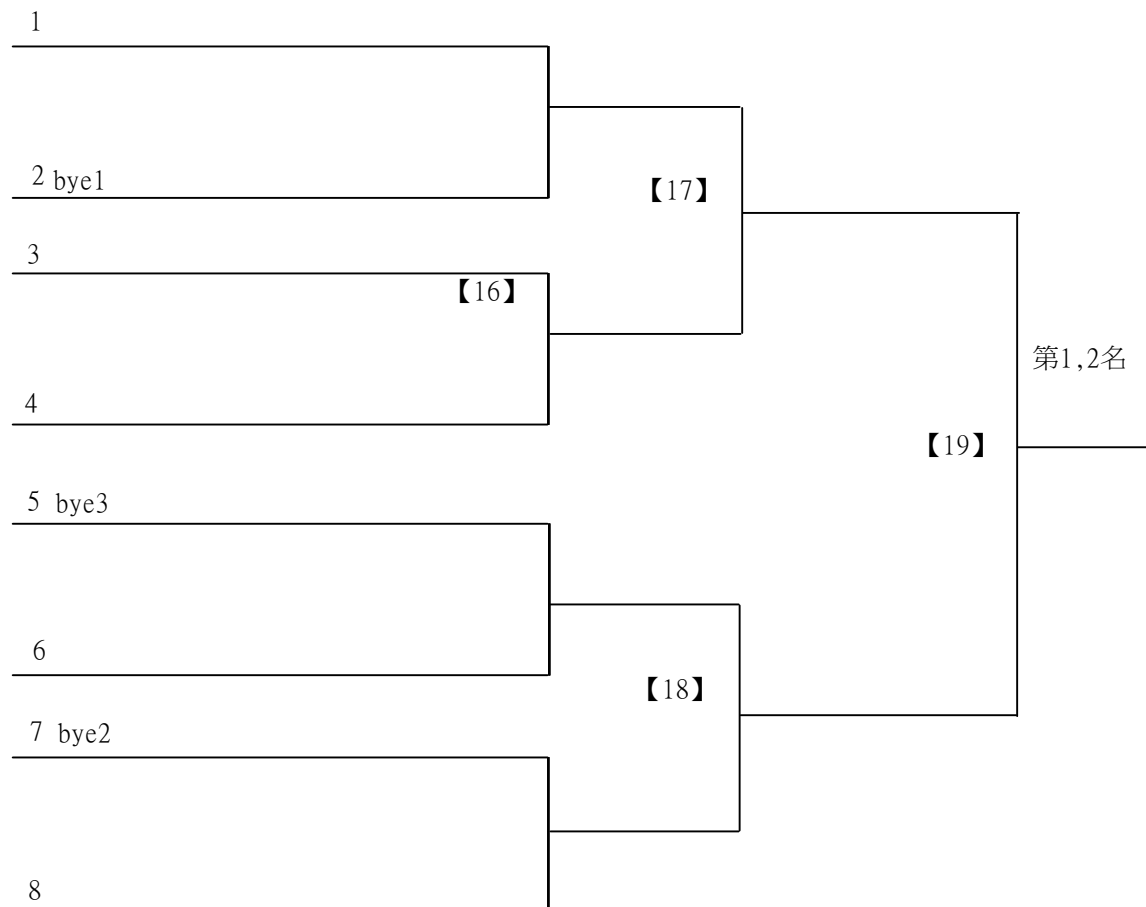 1
2 bye1
【17】
3
【16】
第1,2名
4
【19】
5 bye3
6
【18】
7 bye2
8